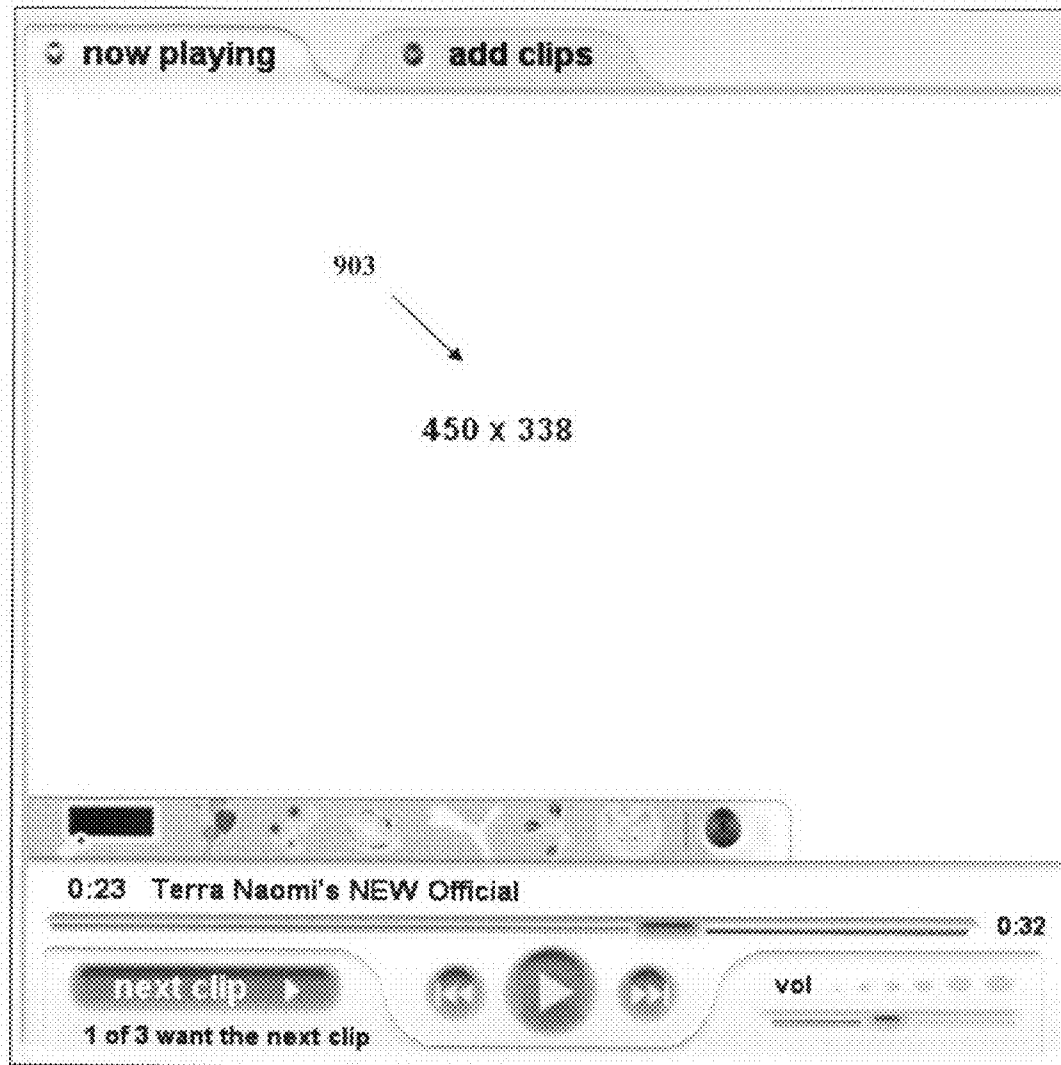 now playing add clips
903
450 x 338
0:23 Terra Naomi's NEW Official
0:32
next clip vol
1 of 3 want the next clip